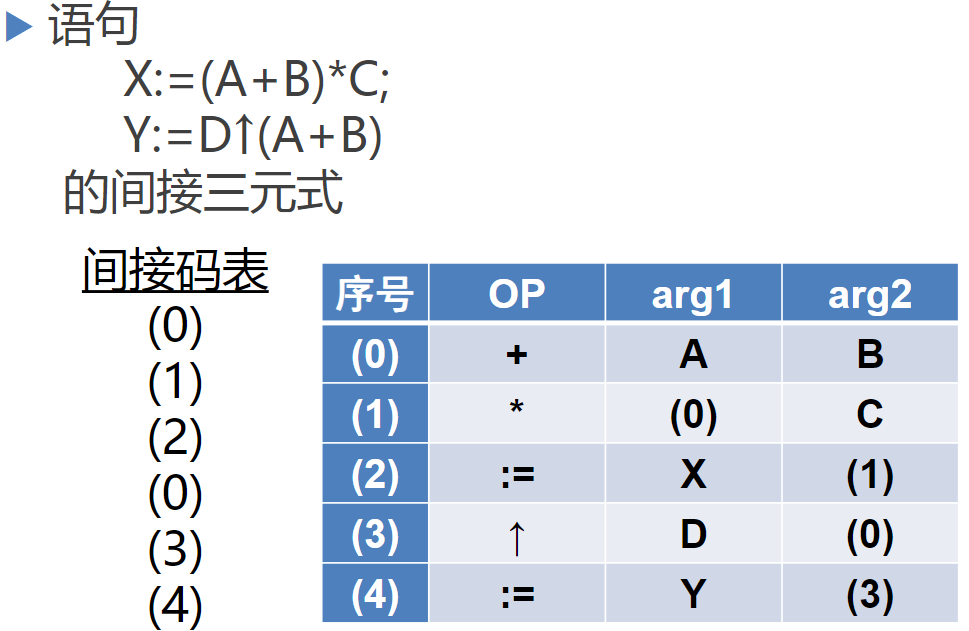 语句
X:=(A+B)*C;
Y:=D↑(A+B)
的间接三元式
间接码表
(0)
(1)
(2)
(0)
(3)
(4)
序号 OP arg1 arg2
(0) + A B
(1) * (0) C
(2) := X (1)
(3) ↑ D (0)
(4) := Y (3)